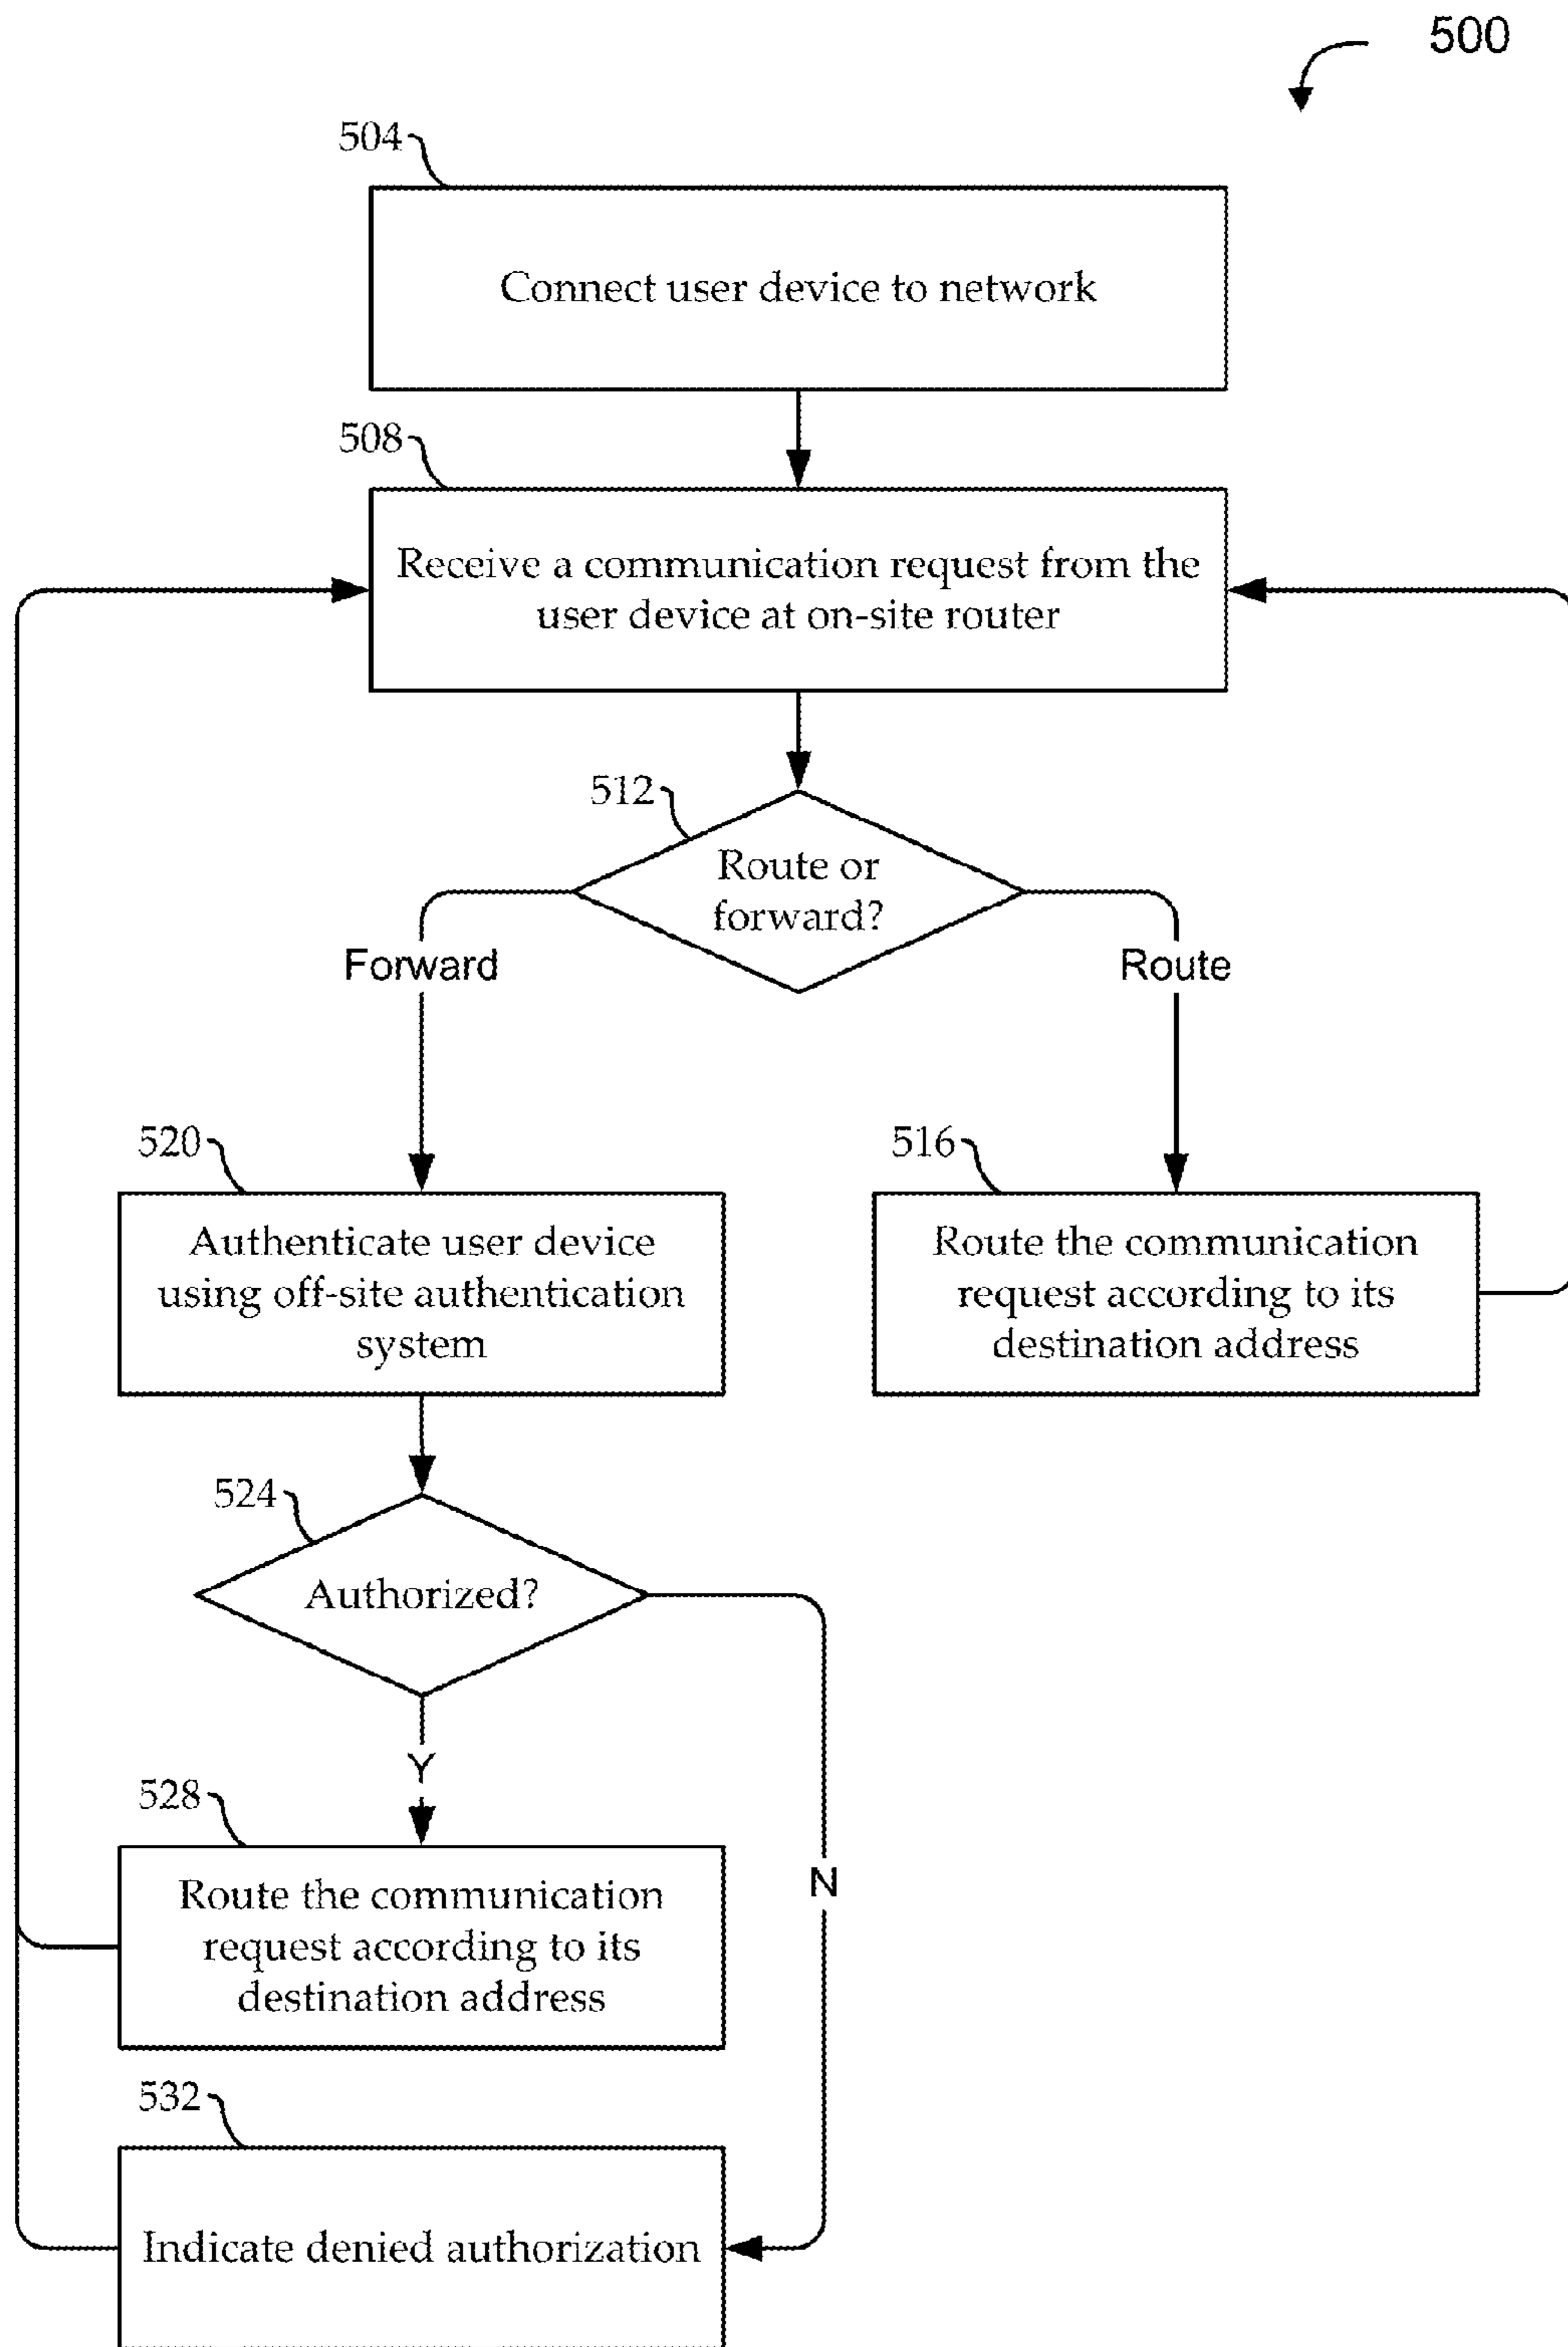 500
504
Connect user device to network
508
Receive a communication request from the
user device at on-site router
512
Route or
forward?
Forward
Route
520
516
Authenticate user device
using off-site authentication
system
Route the communication
request according to its
destination address
524
Authorized?
Y
N
528
Route the communication
request according to its
destination address
532
Indicate denied authorization